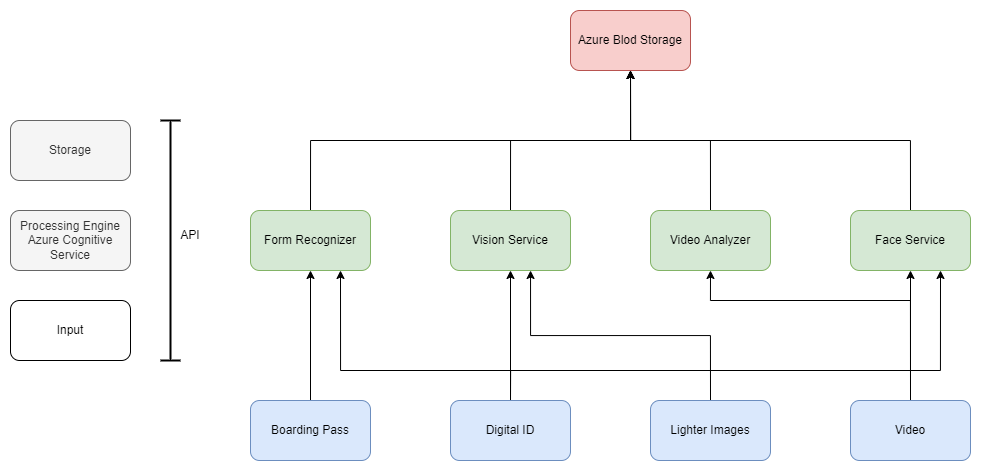 Azure Blod Storage
Storage
Processing Engine
Azure Cognitive
Service
API
Input
Form Recognizer
Vision Service
Video Analyzer
Face Service
Boarding Pass
Digital ID
Lighter Images
Video